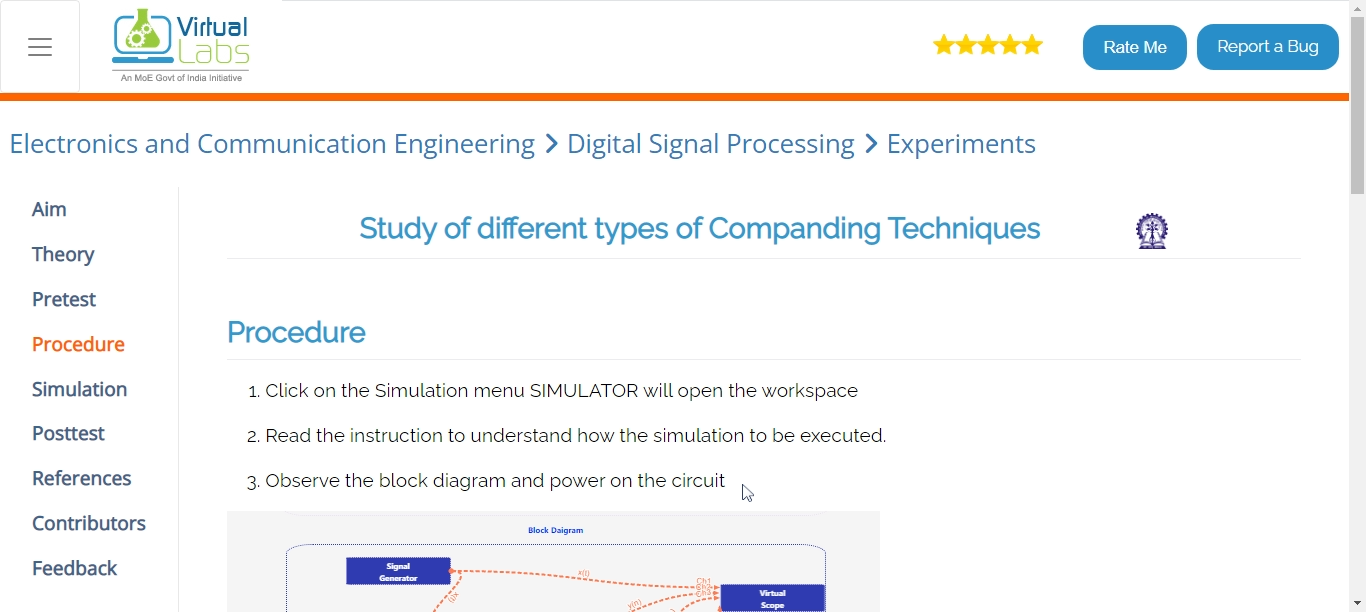 Virtual
Labs
An MoE Govt of India Initiative
Rate Me
Report a Bug
Electronics and Communication Engineering > Digital Signal Processing > Experiments
Aim
Theory
Pretest
Procedure
Simulation
Posttest
References
Contributors
Feedback
Study of different types of Companding Techniques
Procedure
1. Click on the Simulation menu SIMULATOR will open the workspace
2. Read the instruction to understand how the simulation to be executed.
3. Observe the block diagram and power on the circuit
Block Daigram
Signal
Generator
x(t)
Ch1
Ch2
Ch3
y(n)
Virtual
Scope